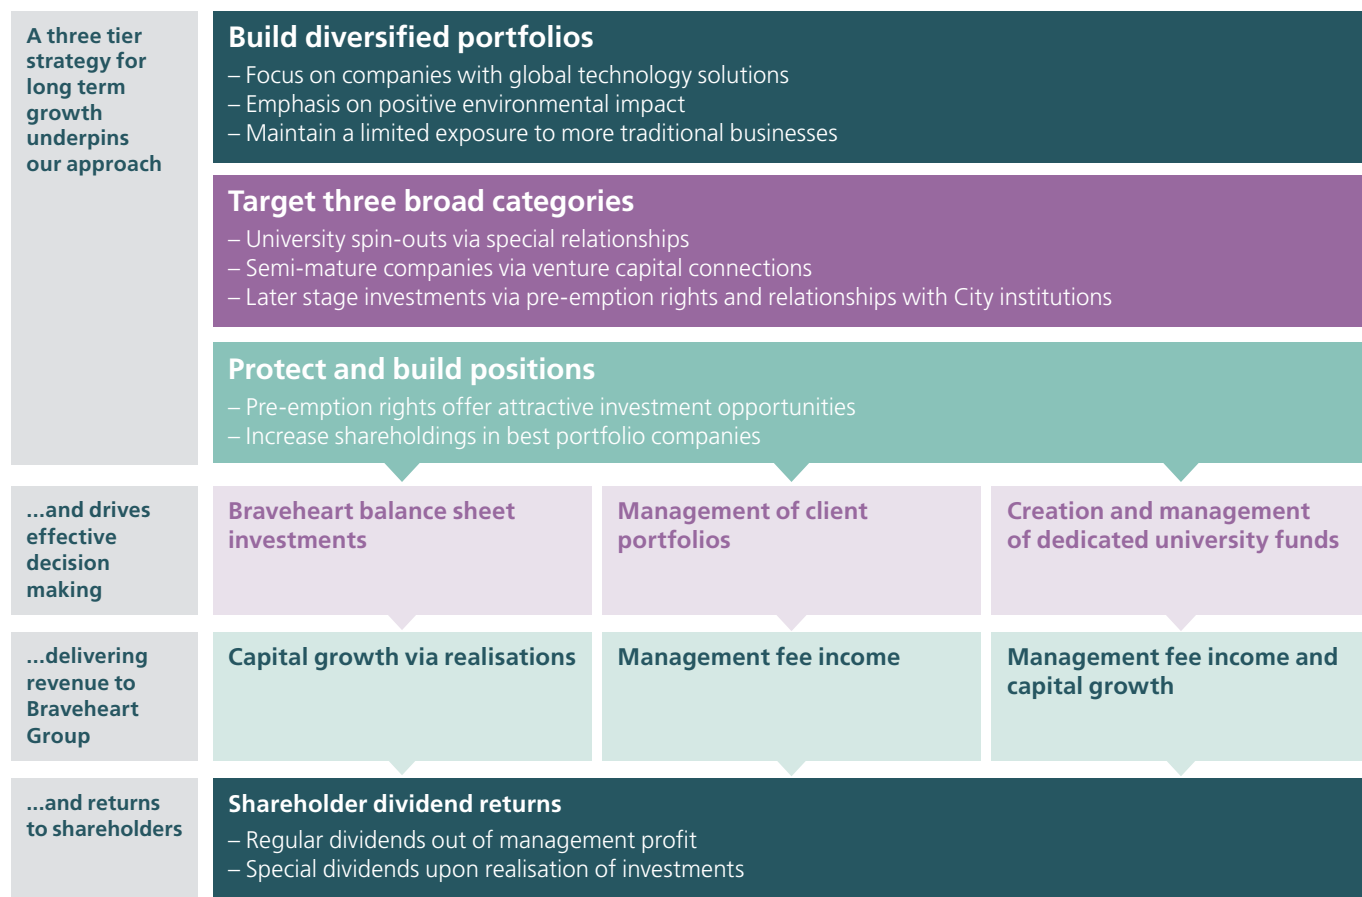 A three tier
strategy for
long term
growth
underpins
our approach
Build diversified portfolios
– Focus on companies with global technology solutions
– Emphasis on positive environmental impact
– Maintain a limited exposure to more traditional businesses
Target three broad categories
– University spin-outs via special relationships
– Semi-mature companies via venture capital connections
– Later stage investments via pre-emption rights and relationships with City institutions
Protect and build positions
– Pre-emption rights offer attractive investment opportunities
– Increase shareholdings in best portfolio companies
...and drives
effective
decision
making
Braveheart balance sheet
investments
Management of client
portfolios
Creation and management
of dedicated university funds
...delivering
revenue to
Braveheart
Group
Capital growth via realisations
Management fee income
Management fee income and
capital growth
...and returns
to shareholders
Shareholder dividend returns
– Regular dividends out of management profit
– Special dividends upon realisation of investments